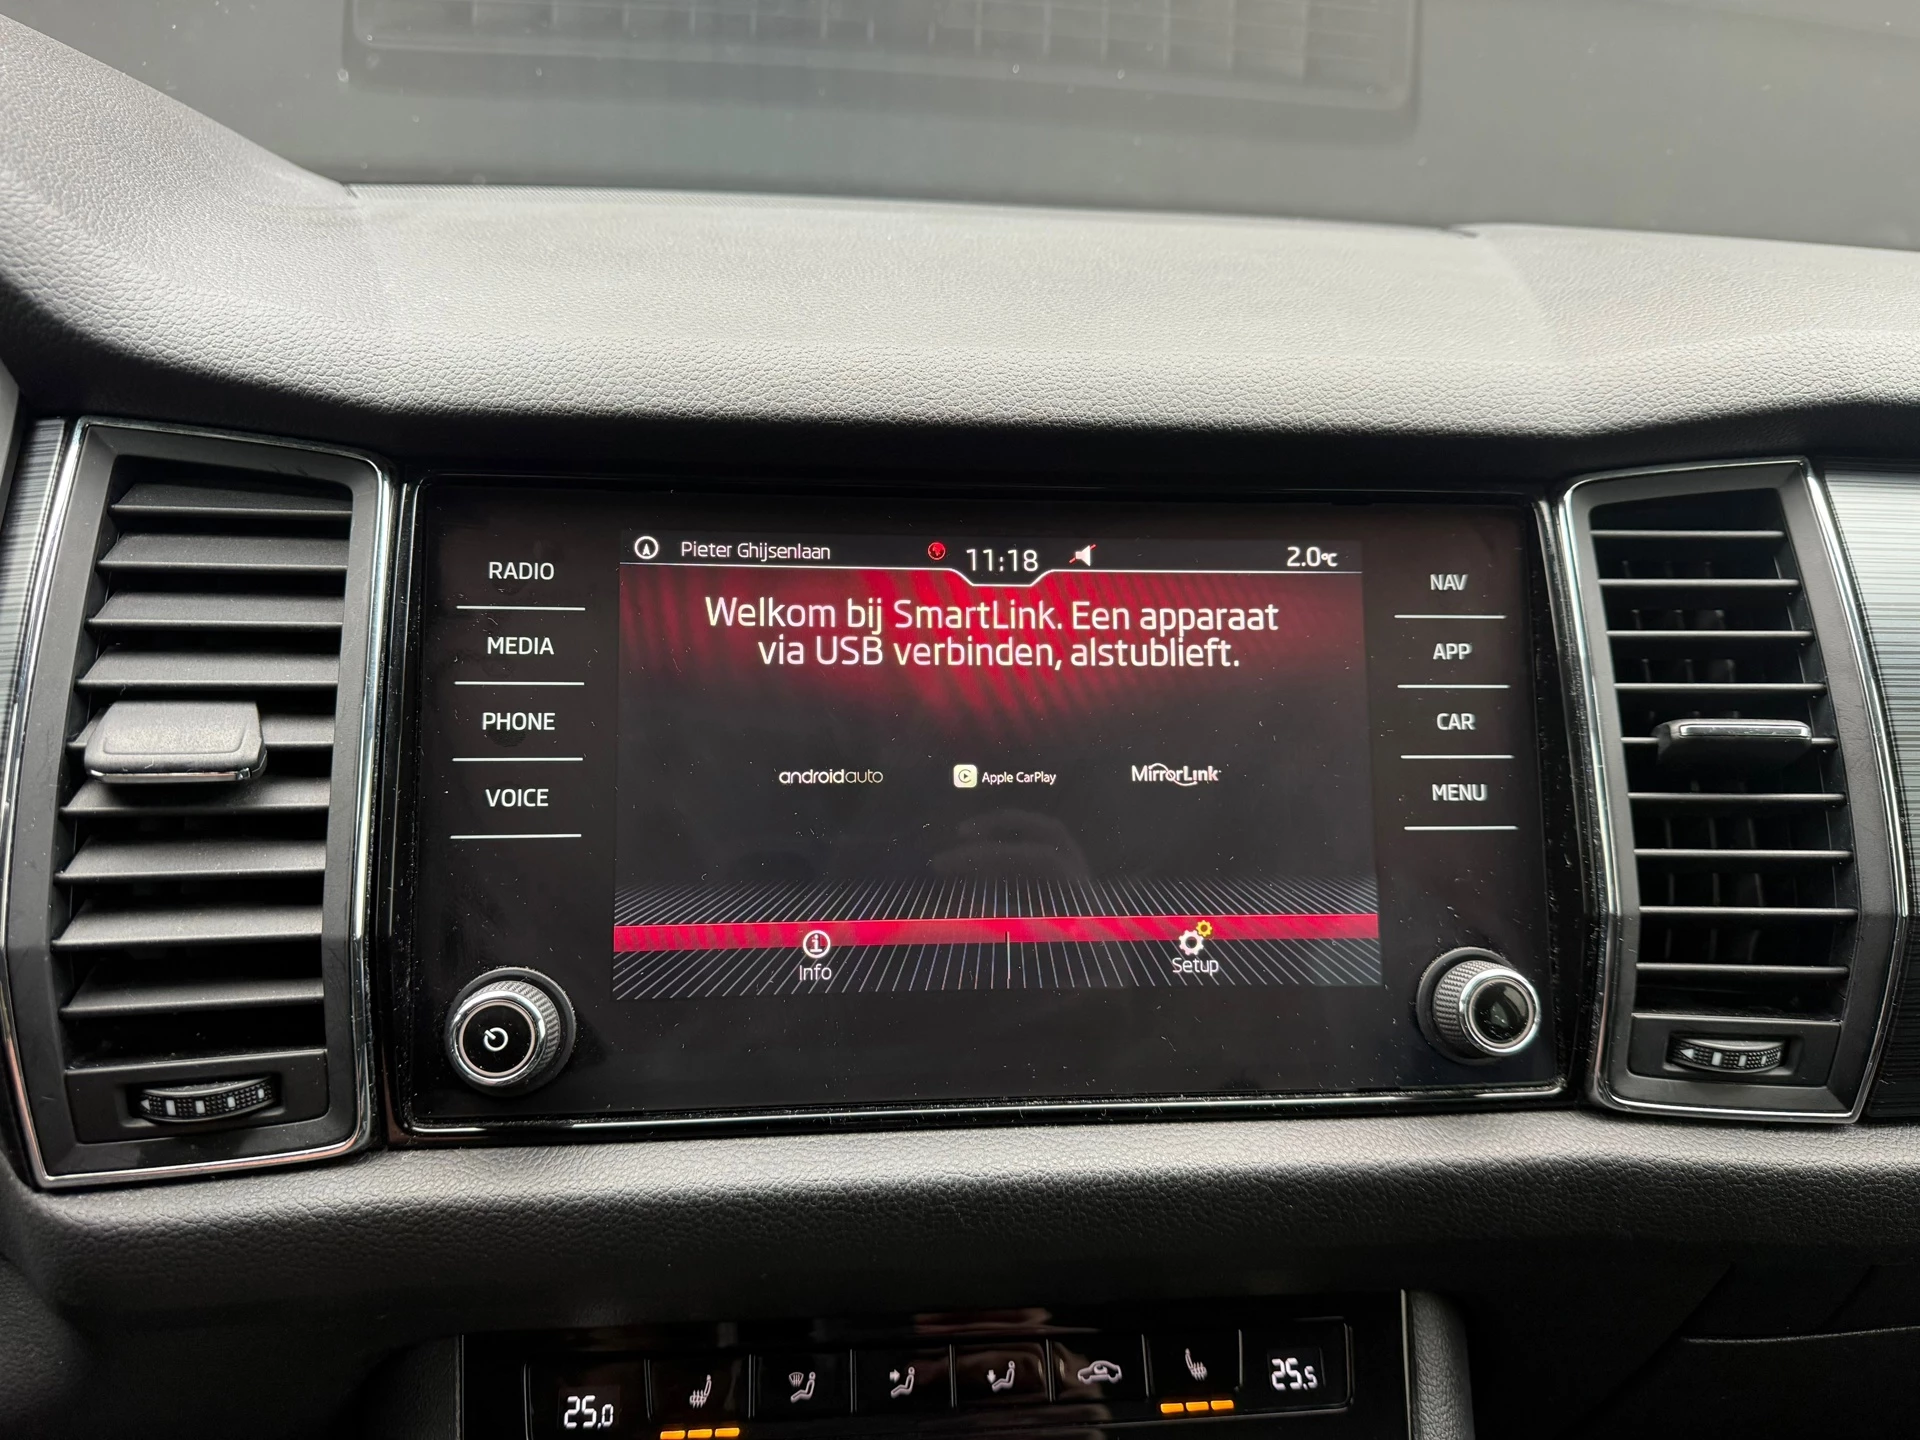 Pieter Ghijsenlaan
11:18
2.0°C
Welkom bij SmartLink. Een apparaat
via USB verbinden, alstublieft.
androidauto
Apple CarPlay
MirrorLink
Info
Setup
RADIO
MEDIA
PHONE
VOICE
NAV
APP
CAR
MENU
25,0
25,5